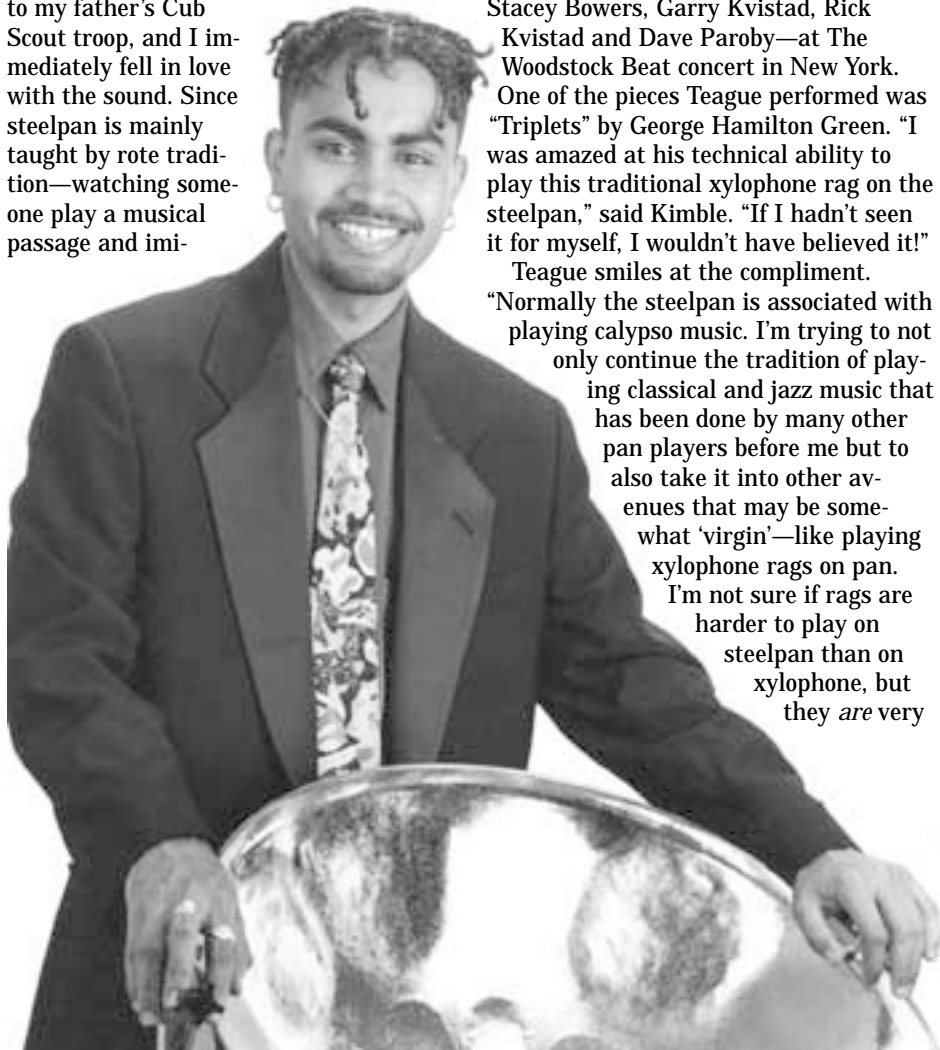 to my father's Cub
Scout troop, and I im-
mediately fell in love
with the sound. Since
steelpan is mainly
taught by rote tradi-
tion—watching some-
one play a musical
passage and imi-
Stacey Bowers, Garry Kvistad, Rick
Kvistad and Dave Paroby—at The
Woodstock Beat concert in New York.
One of the pieces Teague performed was
“Triplets” by George Hamilton Green. “I
was amazed at his technical ability to
play this traditional xylophone rag on the
steelpan,” said Kimble. “If I hadn't seen
it for myself, I wouldn't have believed it!”
Teague smiles at the compliment.
“Normally the steelpan is associated with
playing calypso music. I'm trying to not
only continue the tradition of play-
ing classical and jazz music that
has been done by many other
pan players before me but to
also take it into other av-
enues that may be some-
what ‘virgin’—like playing
xylophone rags on pan.
I'm not sure if rags are
harder to play on
steelpan than on
xylophone, but
they are very